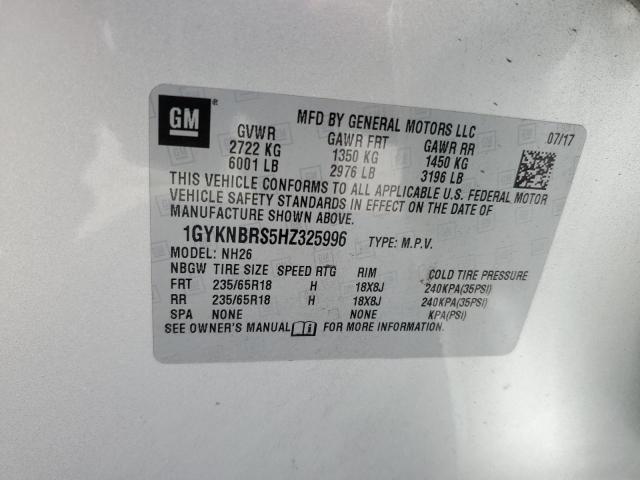 GM
MFD BY GENERAL MOTORS LLC 07/17
GVWR GAWR FRT GAWR RR
2722 KG 1350 KG 1450 KG
6001 LB 2976 LB 3196 LB
THIS VEHICLE CONFORMS TO ALL APPLICABLE U.S. FEDERAL MOTOR
VEHICLE SAFETY STANDARDS IN EFFECT ON THE DATE OF
MANUFACTURE SHOWN ABOVE.
1GYKNBRS5HZ325996 TYPE: M.P.V.
MODEL: NH26
NBGW TIRE SIZE SPEED RTG RIM COLD TIRE PRESSURE
FRT 235/65R18 H 18X8J 240KPA(35PSI)
RR 235/65R18 H 18X8J 240KPA(35PSI)
SPA NONE NONE KPA(PSI)
SEE OWNER'S MANUAL FOR MORE INFORMATION.